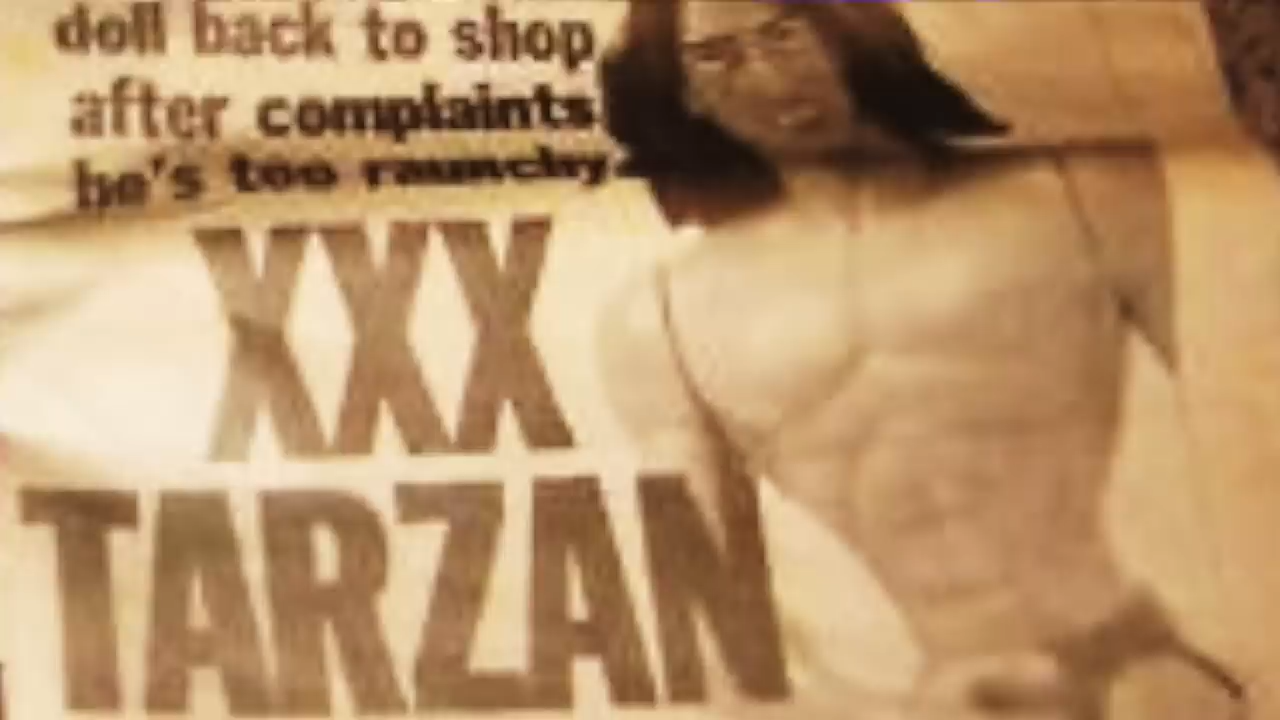 doll back to shop
after complaints
he's too raunchy
XXX
TARZAN